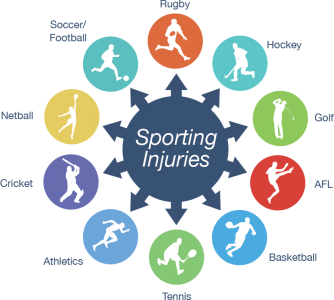 Rugby
Soccer/
Football
Hockey
Netball
Golf
Sporting
Injuries
Cricket
AFL
Athletics
Basketball
Tennis